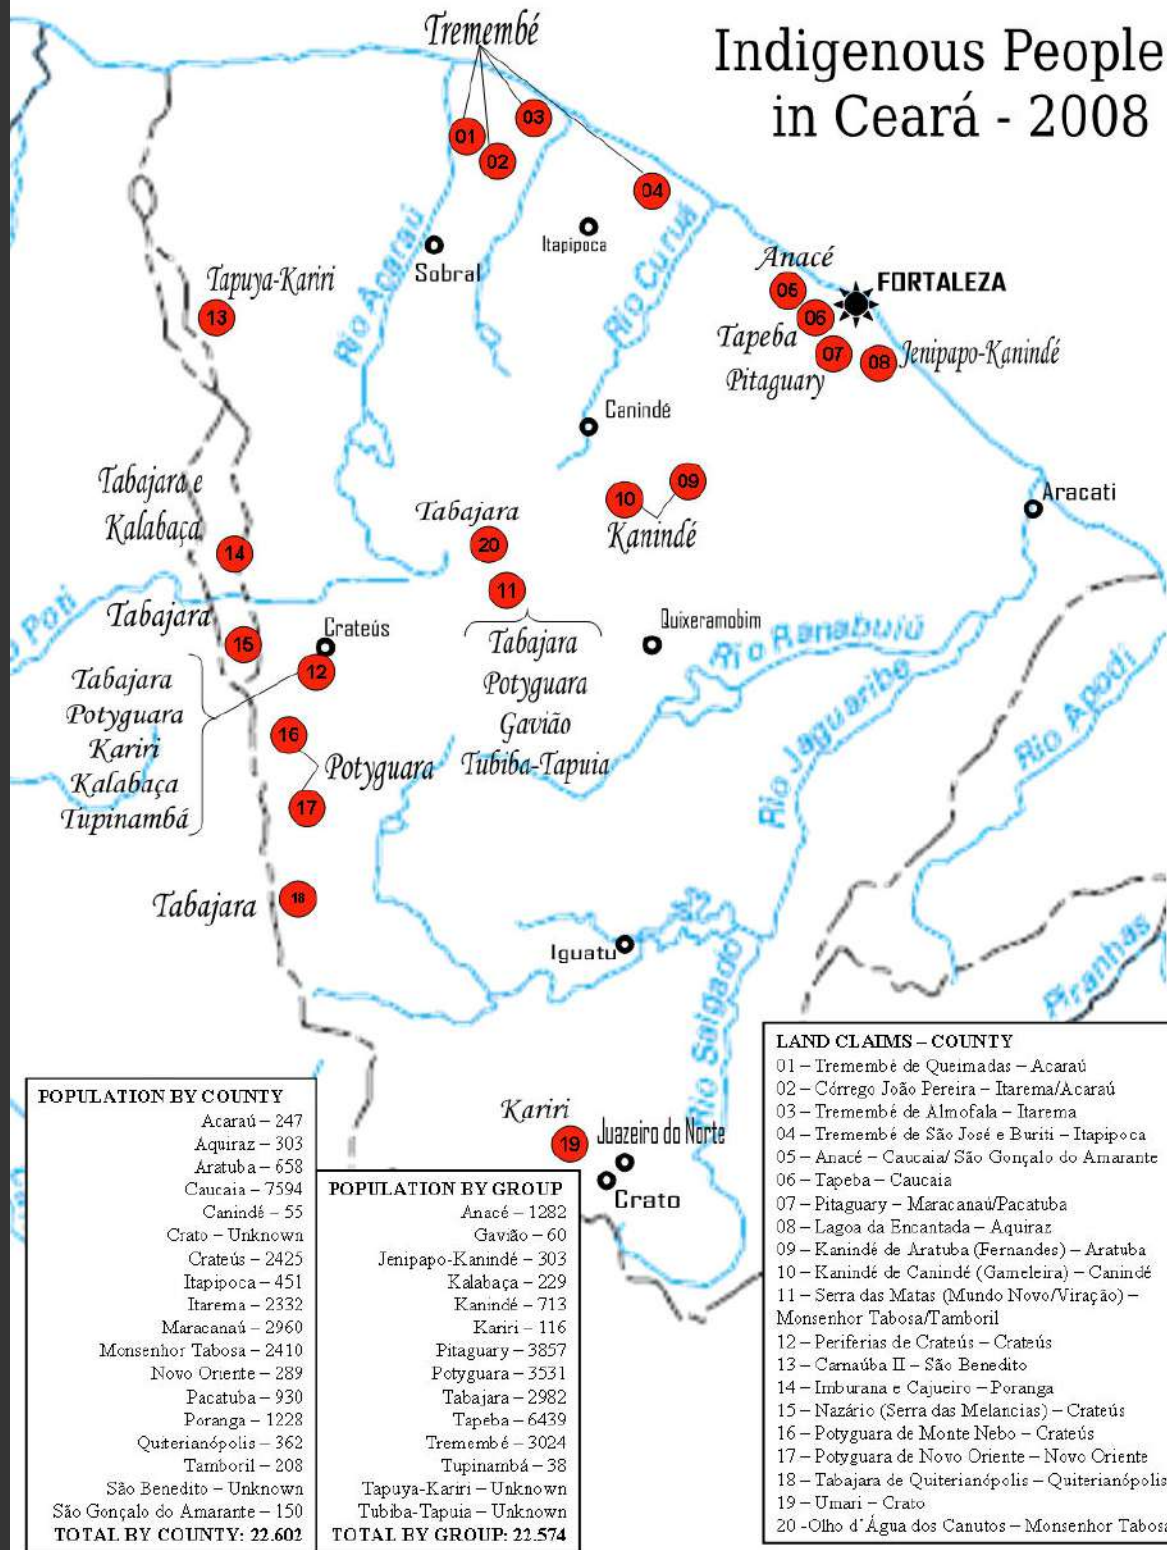 Indigenous People
in Ceará - 2008
Tremembé
01
02
03
04
Itapipoca
Sobral
Rio Acaraú
Rio Curuá
Tapuya-Kariri
13
Anacé
05
06
FORTALEZA
Tapeba
07
08
Jenipapo-Kanindé
Pitaguary
Canindé
Tabajara e
Kalabaça
14
Tabajara
20
10
09
Kanindé
Aracati
11
Tabajara
Potyguara
Gavião
Tubiba-Tapuia
Poti
Tabajara
15
Crateús
12
Quixeramobim
Rio Banabuiú
Tabajara
Potyguara
Kariri
Kalabaça
Tupinambá
16
Potyguara
17
Rio Jaguaribe
Rio Apodi
Tabajara
18
Iguatu
Rio Salgado
Piranhas
Kariri
19
Juazeiro do Norte
Crato
POPULATION BY COUNTY
Acaraú – 247
Aquiraz – 303
Aratuba – 658
Caucaia – 7594
Canindé – 55
Crato – Unknown
Crateús – 2425
Itapipoca – 451
Itarema – 2332
Maracanaú – 2960
Monsenhor Tabosa – 2410
Novo Oriente – 289
Pacatuba – 930
Poranga – 1228
Quiterianópolis – 362
Tamboril – 208
São Benedito – Unknown
São Gonçalo do Amarante – 150
TOTAL BY COUNTY: 22.602
POPULATION BY GROUP
Anacé – 1282
Gavião – 60
Jenipapo-Kanindé – 303
Kalabaça – 229
Kanindé – 713
Kariri – 116
Pitaguary – 3857
Potyguara – 3531
Tabajara – 2982
Tapeba – 6439
Tremembé – 3024
Tupinambá – 38
Tapuya-Kariri – Unknown
Tubiba-Tapuia – Unknown
TOTAL BY GROUP: 22.574
LAND CLAIMS – COUNTY
01 – Tremembé de Queimadas – Acaraú
02 – Córrego João Pereira – Itarema/Acaraú
03 – Tremembé de Almofala – Itarema
04 – Tremembé de São José e Buriti – Itapipoca
05 – Anacé – Caucaia/ São Gonçalo do Amarante
06 – Tapeba – Caucaia
07 – Pitaguary – Maracanaú/Pacatuba
08 – Lagoa da Encantada – Aquiraz
09 – Kanindé de Aratuba (Fernandes) – Aratuba
10 – Kanindé de Canindé (Gameleira) – Canindé
11 – Serra das Matas (Mundo Novo/Viração) –
Monsenhor Tabosa/Tamboril
12 – Periferias de Crateús – Crateús
13 – Carnaúba II – São Benedito
14 – Imburana e Cajueiro – Poranga
15 – Nazário (Serra das Melancias) – Crateús
16 – Potyguara de Monte Nebo – Crateús
17 – Potyguara de Novo Oriente – Novo Oriente
18 – Tabajara de Quiterianópolis – Quiterianópolis
19 – Umari – Crato
20 -Olho d'Água dos Canutos – Monsenhor Tabosa